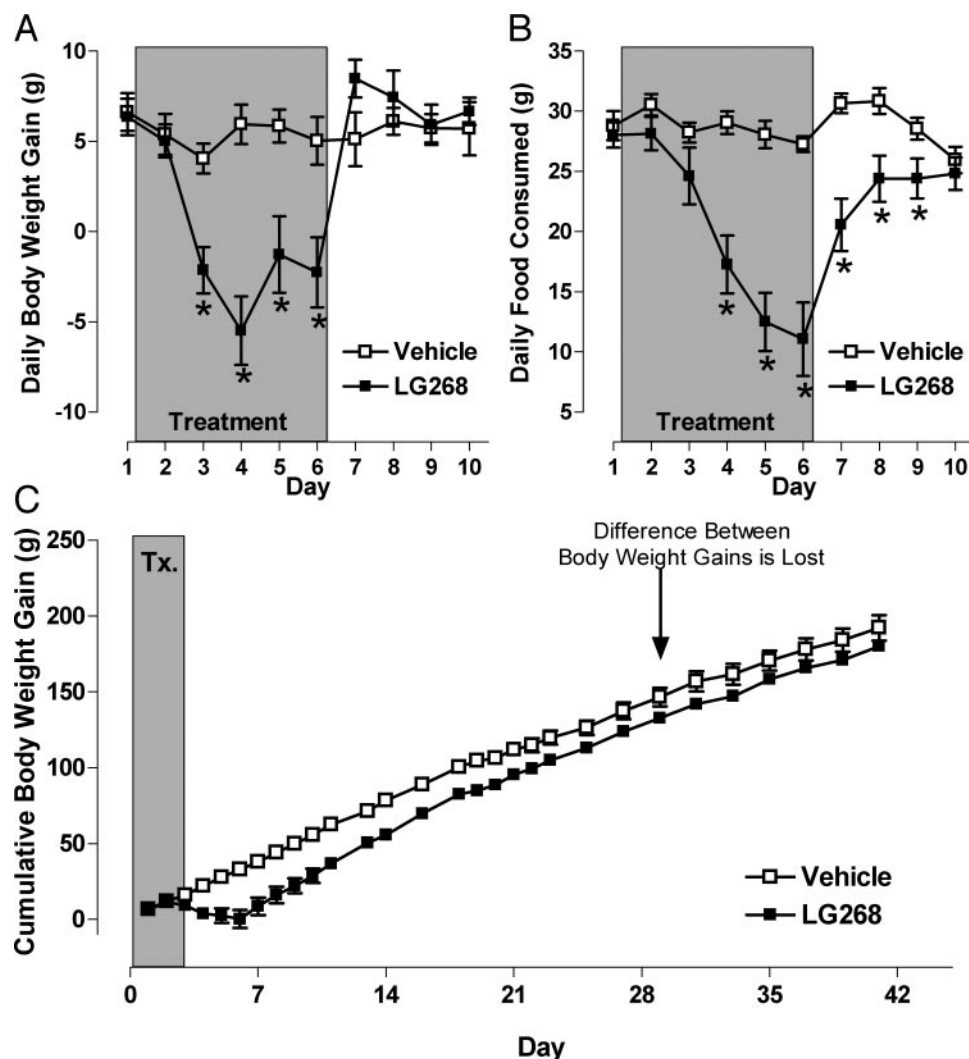 A
Daily Body Weight Gain (g)
10
5
0
-5
-10
* * * *
Vehicle
LG268
Treatment
1 2 3 4 5 6 7 8 9 10
Day
B
Daily Food Consumed (g)
35
30
25
20
15
10
5
* * * * * *
Vehicle
LG268
Treatment
1 2 3 4 5 6 7 8 9 10
Day
C
Cumulative Body Weight Gain (g)
250
200
150
100
50
0
Tx.
Difference Between
Body Weight Gains is Lost
Vehicle
LG268
0 7 14 21 28 35 42
Day